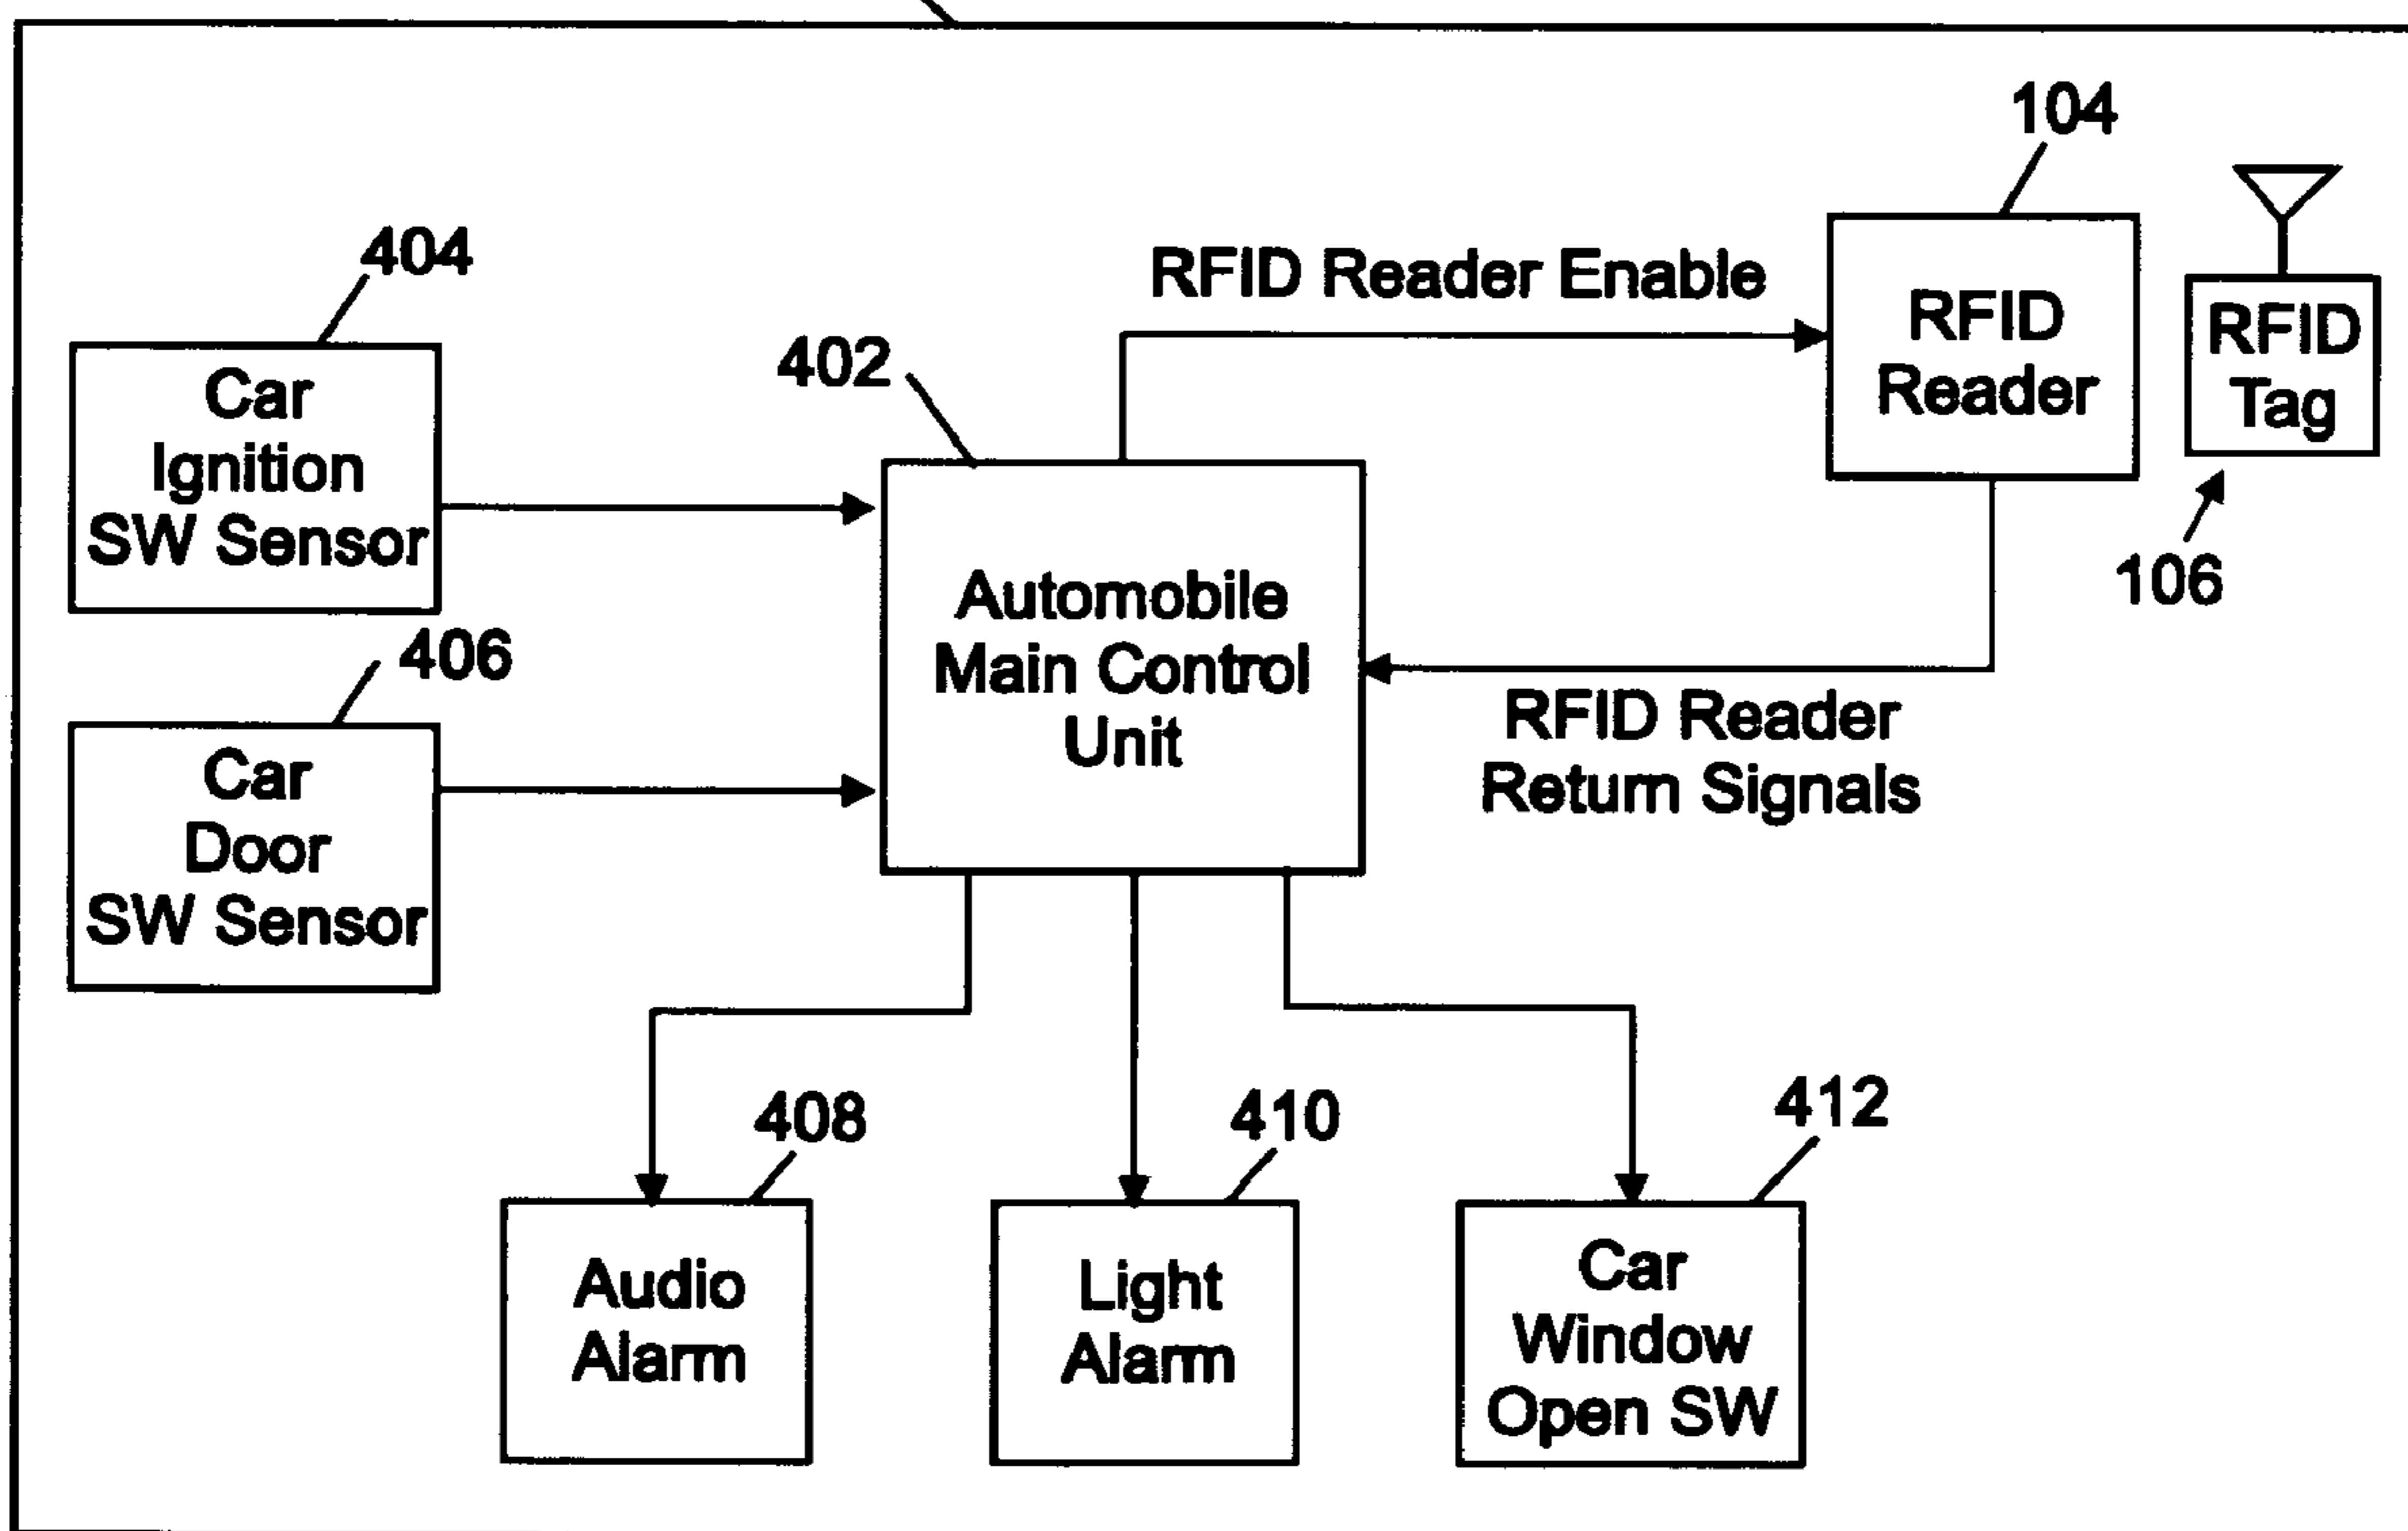 104
404
RFID Reader Enable
402
RFID
Reader
RFID
Tag
Car
Ignition
SW Sensor
106
406
Automobile
Main Control
Unit
RFID Reader
Return Signals
Car
Door
SW Sensor
408
410
412
Audio
Alarm
Light
Alarm
Car
Window
Open SW